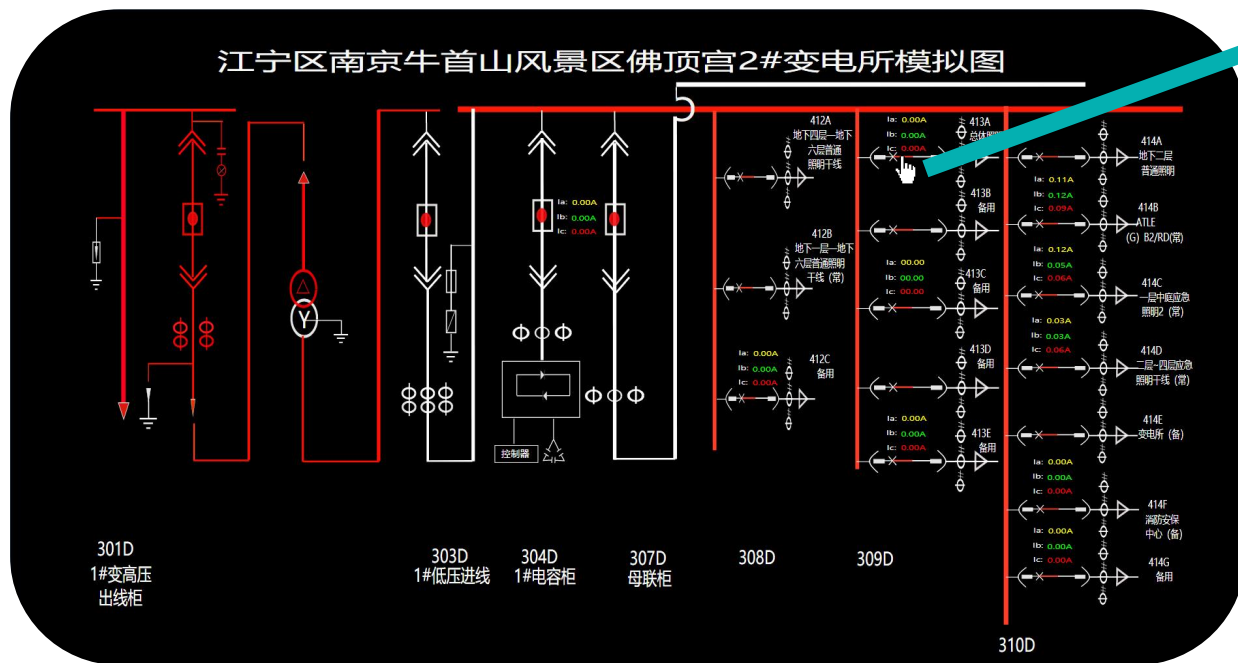 江宁区南京牛首山风景区佛顶宫2#变电所模拟图
301D
1#变高压
出线柜
Y
303D
1#低压进线
Ia: 0.00A
Ib: 0.00A
Ic: 0.00A
控制器
304D
1#电容柜
307D
母联柜
412A
地下四层—地下
六层普通
照明干线
412B
地下一层—地下
六层普通照明
干线 (常)
Ia: 0.00A
Ib: 0.00A
Ic: 0.00A
412C
备用
308D
Ia: 0.00A
Ib: 0.00A
Ic: 0.00A
413A
总体照
413B
备用
Ia: 00.00
Ib: 00.00
Ic: 00.00
413C
备用
413D
备用
Ia: 0.00A
Ib: 0.00A
Ic: 0.00A
413E
备用
309D
414A
地下二层
普通照明
Ia: 0.11A
Ib: 0.12A
Ic: 0.09A
414B
ATLE
(G) B2/RD(常)
Ia: 0.12A
Ib: 0.05A
Ic: 0.06A
414C
一层中庭应急
照明2 (常)
Ia: 0.03A
Ib: 0.03A
Ic: 0.06A
414D
二层~四层应急
照明干线 (常)
414E
变电所 (备)
Ia: 0.00A
Ib: 0.00A
Ic: 0.00A
414F
消防安保
中心 (备)
Ia: 0.00A
Ib: 0.00A
Ic: 0.00A
414G
备用
310D